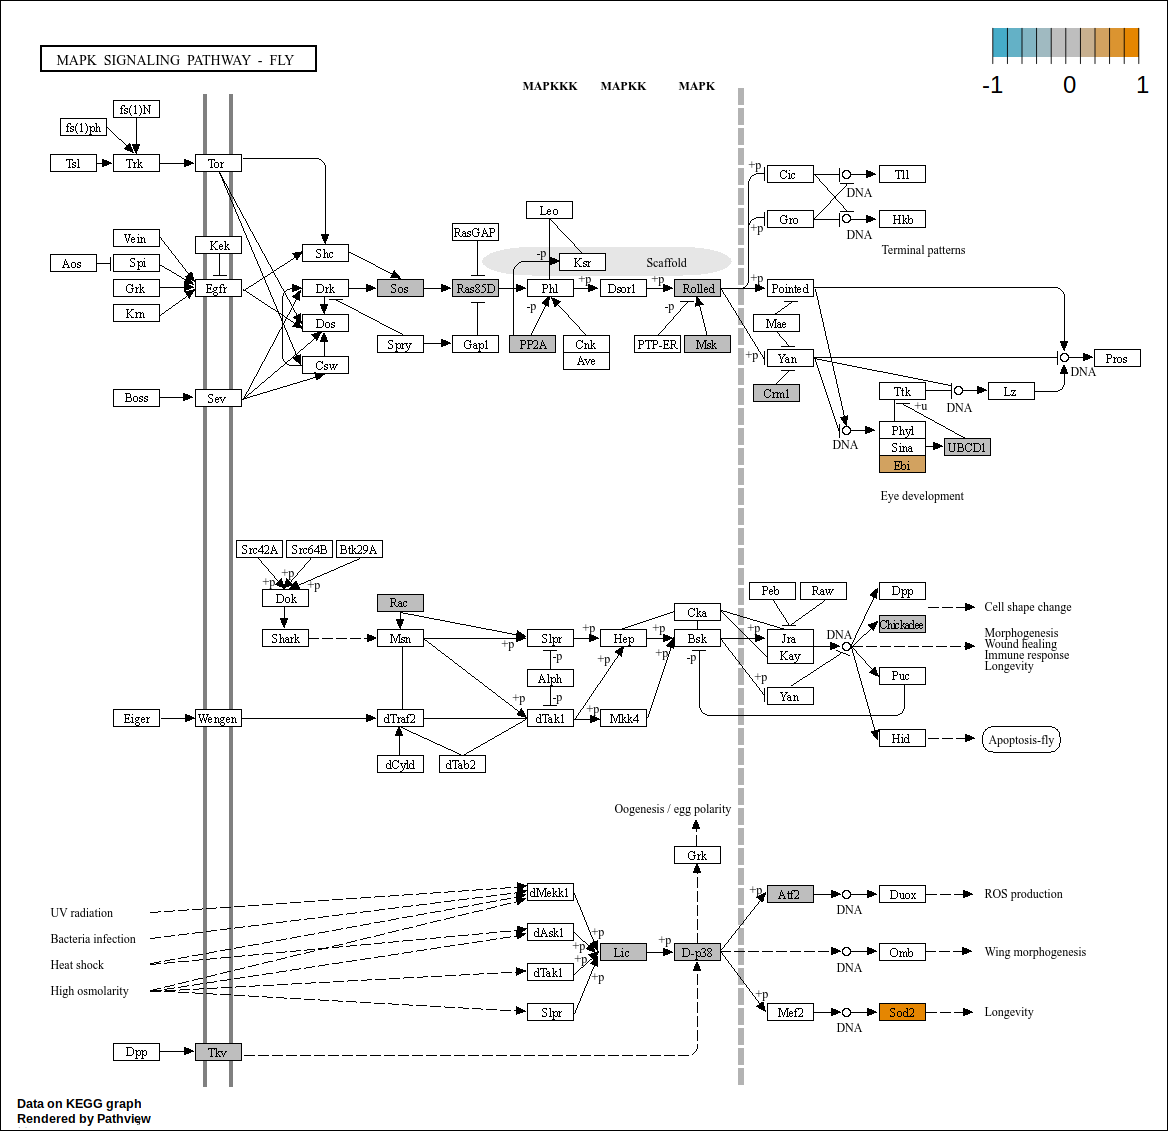 MAPK SIGNALING PATHWAY - FLY
-1 0 1
MAPKKK MAPKK MAPK
fs(1)N
fs(1)ph
Tsl Trk Tor
+p Cic DNA Tll
Gro DNA Hkb
+p
Terminal patterns
Leo
RasGAP
Vein Kek
Shc
Aos Spi
-p Ksr Scaffold
Grk Egfr Drk Sos Ras85D Phl +p Dsor1 +p Rolled +p Pointed
-p -p
Krn Dos Mae
Spry Gap1 PP2A Cnk PTP-ER Msk +p Yan Pros
Ave
Csw DNA
Boss Sev Crm1 Ttk Lz
+u DNA
Phyl
DNA Sina UBCD1
Ebi
Eye development
Src42A Src64B Btk29A
+p +p +p
Dok Rac Cka Peb Raw Dpp
Cell shape change
Chickadee
Shark Msn +p Slpr +p Hep +p Bsk +p Jra DNA
Morphogenesis
Wound healing
Immune response
Longevity
-p +p +p -p Kay
Alph +p Puc
+p -p Yan
Eiger Wengen dTraf2 dTak1 +p Mkk4
Hid Apoptosis-fly
dCyld dTab2
Oogenesis / egg polarity
Grk
dMekk1 +p Atf2 DNA Duox ROS production
UV radiation
Bacteria infection dAsk1 +p
+p Lic +p D-p38 DNA Omb Wing morphogenesis
Heat shock +p
dTak1 +p
High osmolarity
Slpr +p Mef2 DNA Sod2 Longevity
Dpp Tkv
Data on KEGG graph
Rendered by Pathview